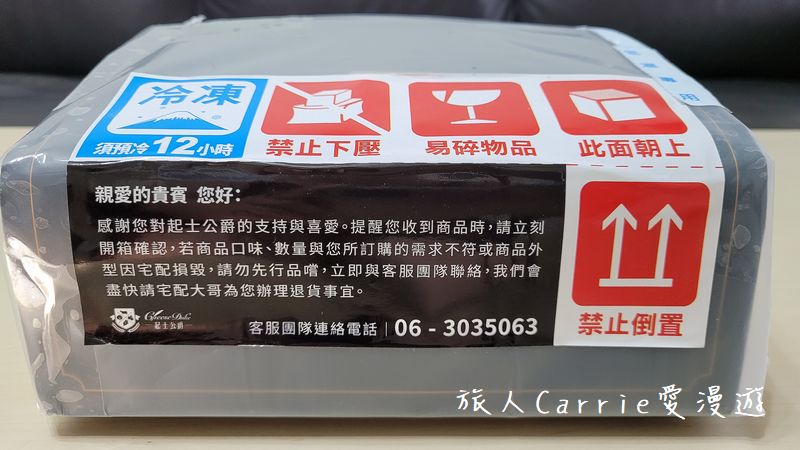 冷凍
須預冷12小時
禁止下壓
易碎物品
此面朝上
用
親愛的貴賓 您好：
感謝您對起士公爵的支持與喜愛。提醒您收到商品時，請立刻
開箱確認，若商品口味、數量與您所訂購的需求不符或商品外
型因宅配損毀，請勿先行品嚐，立即與客服團隊聯絡，我們會
盡快請宅配大哥為您辦理退貨事宜。
Cheese Duke
起士公爵
客服團隊連絡電話 | 06 - 3035063
禁止倒置
旅人Carrie愛漫遊